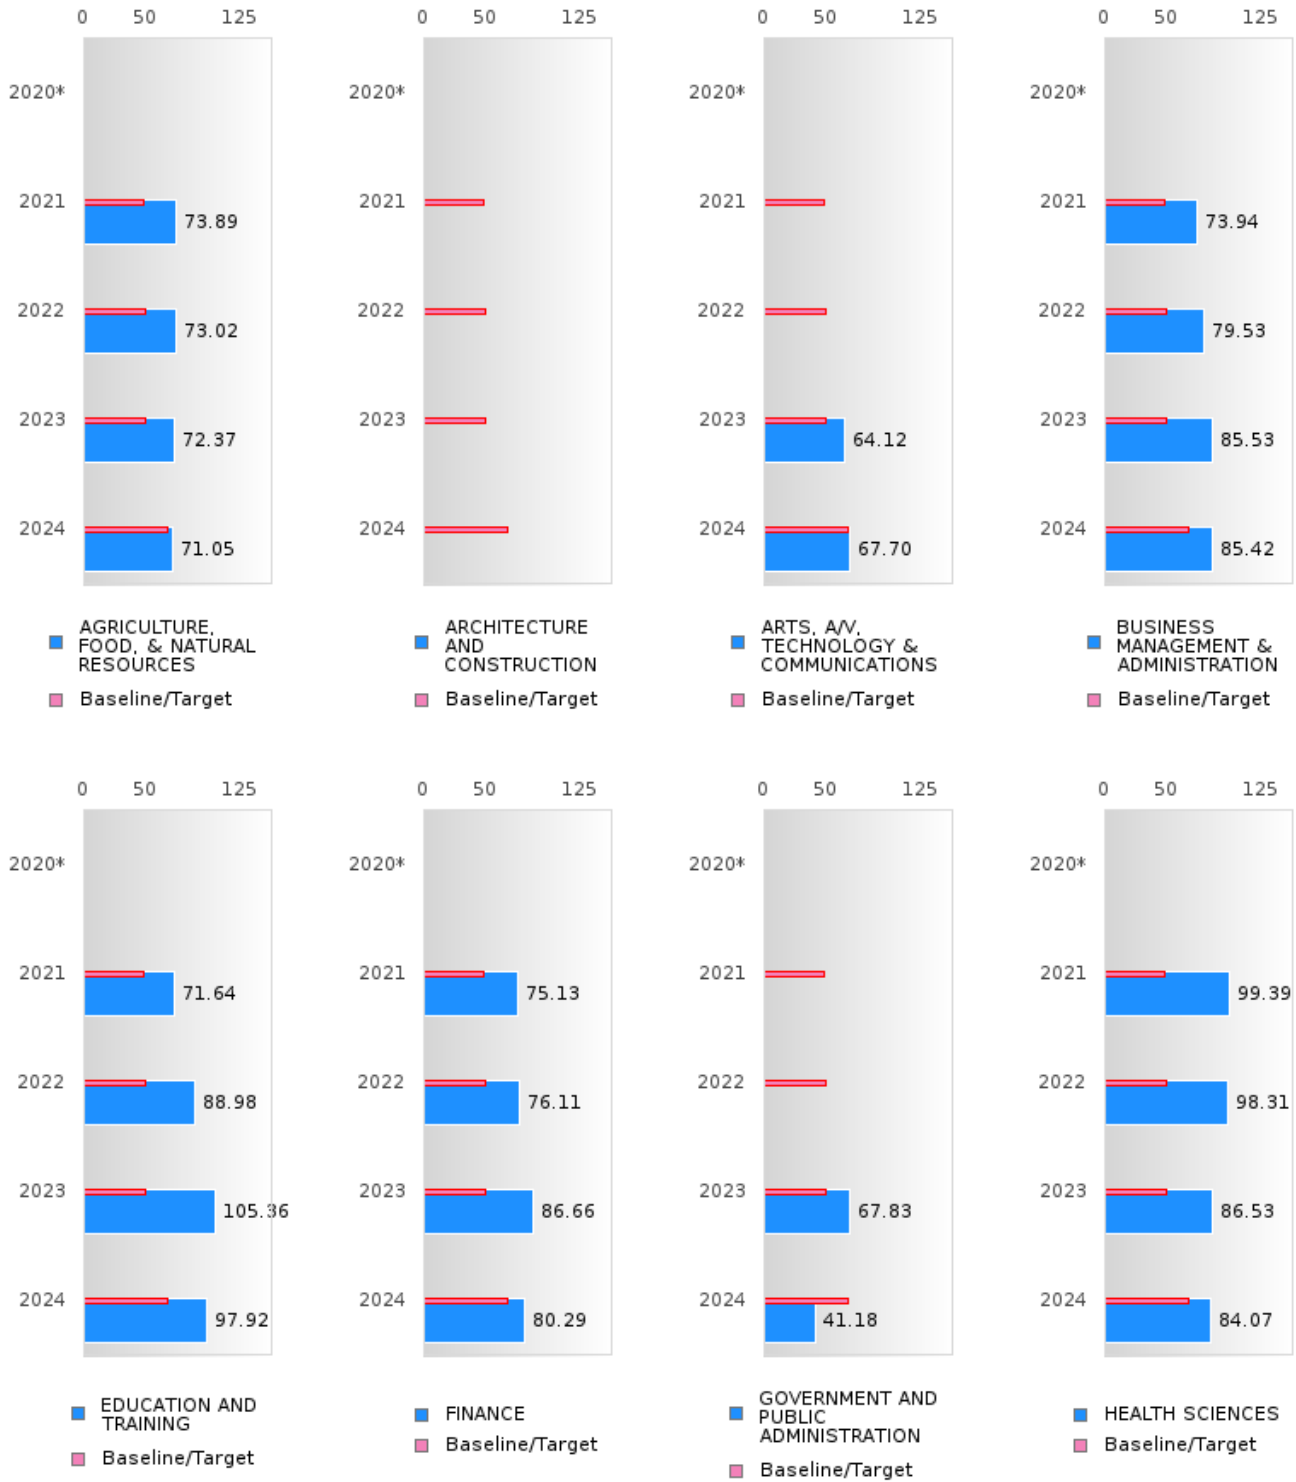 0 50 125
2020*
2021
73.89
2022
73.02
2023
72.37
2024
71.05
AGRICULTURE,
FOOD, & NATURAL
RESOURCES
Baseline/Target
0 50 125
2020*
2021
2022
2023
2024
ARCHITECTURE
AND
CONSTRUCTION
Baseline/Target
0 50 125
2020*
2021
2022
2023
64.12
2024
67.70
ARTS, A/V,
TECHNOLOGY &
COMMUNICATIONS
Baseline/Target
0 50 125
2020*
2021
73.94
2022
79.53
2023
85.53
2024
85.42
BUSINESS
MANAGEMENT &
ADMINISTRATION
Baseline/Target
0 50 125
2020*
2021
71.64
2022
88.98
2023
105.36
2024
97.92
EDUCATION AND
TRAINING
Baseline/Target
0 50 125
2020*
2021
75.13
2022
76.11
2023
86.66
2024
80.29
FINANCE
Baseline/Target
0 50 125
2020*
2021
2022
2023
67.83
2024
41.18
GOVERNMENT AND
PUBLIC
ADMINISTRATION
Baseline/Target
0 50 125
2020*
2021
99.39
2022
98.31
2023
86.53
2024
84.07
HEALTH SCIENCES
Baseline/Target